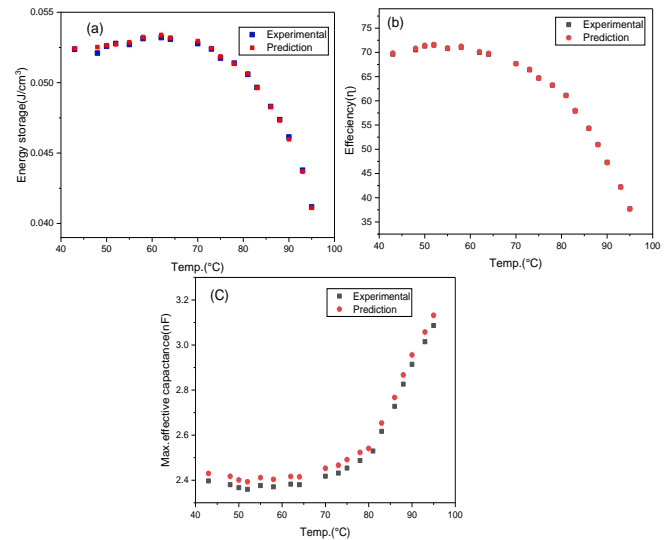 (a)
Experimental
Prediction
0.055
0.050
0.045
0.040
Energy storage(J/cm³)
40 50 60 70 80 90 100
Temp.(°C)
(b)
Experimental
Prediction
75
70
65
60
55
50
45
40
35
Effeciency(η)
40 50 60 70 80 90 100
Temp.(°C)
(C)
Experimental
Prediction
3.2
3.0
2.8
2.6
2.4
Max.effective capactance(nF)
40 50 60 70 80 90 100
Temp.(°C)